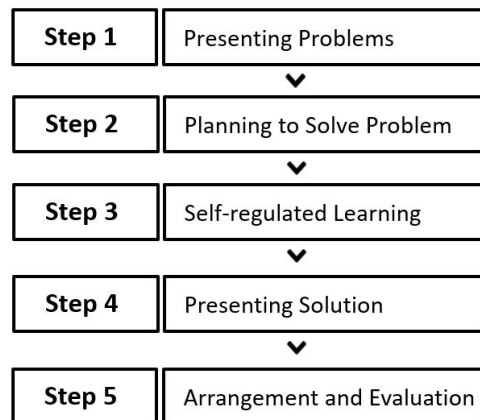 Step 1 Presenting Problems
Step 2 Planning to Solve Problem
Step 3 Self-regulated Learning
Step 4 Presenting Solution
Step 5 Arrangement and Evaluation